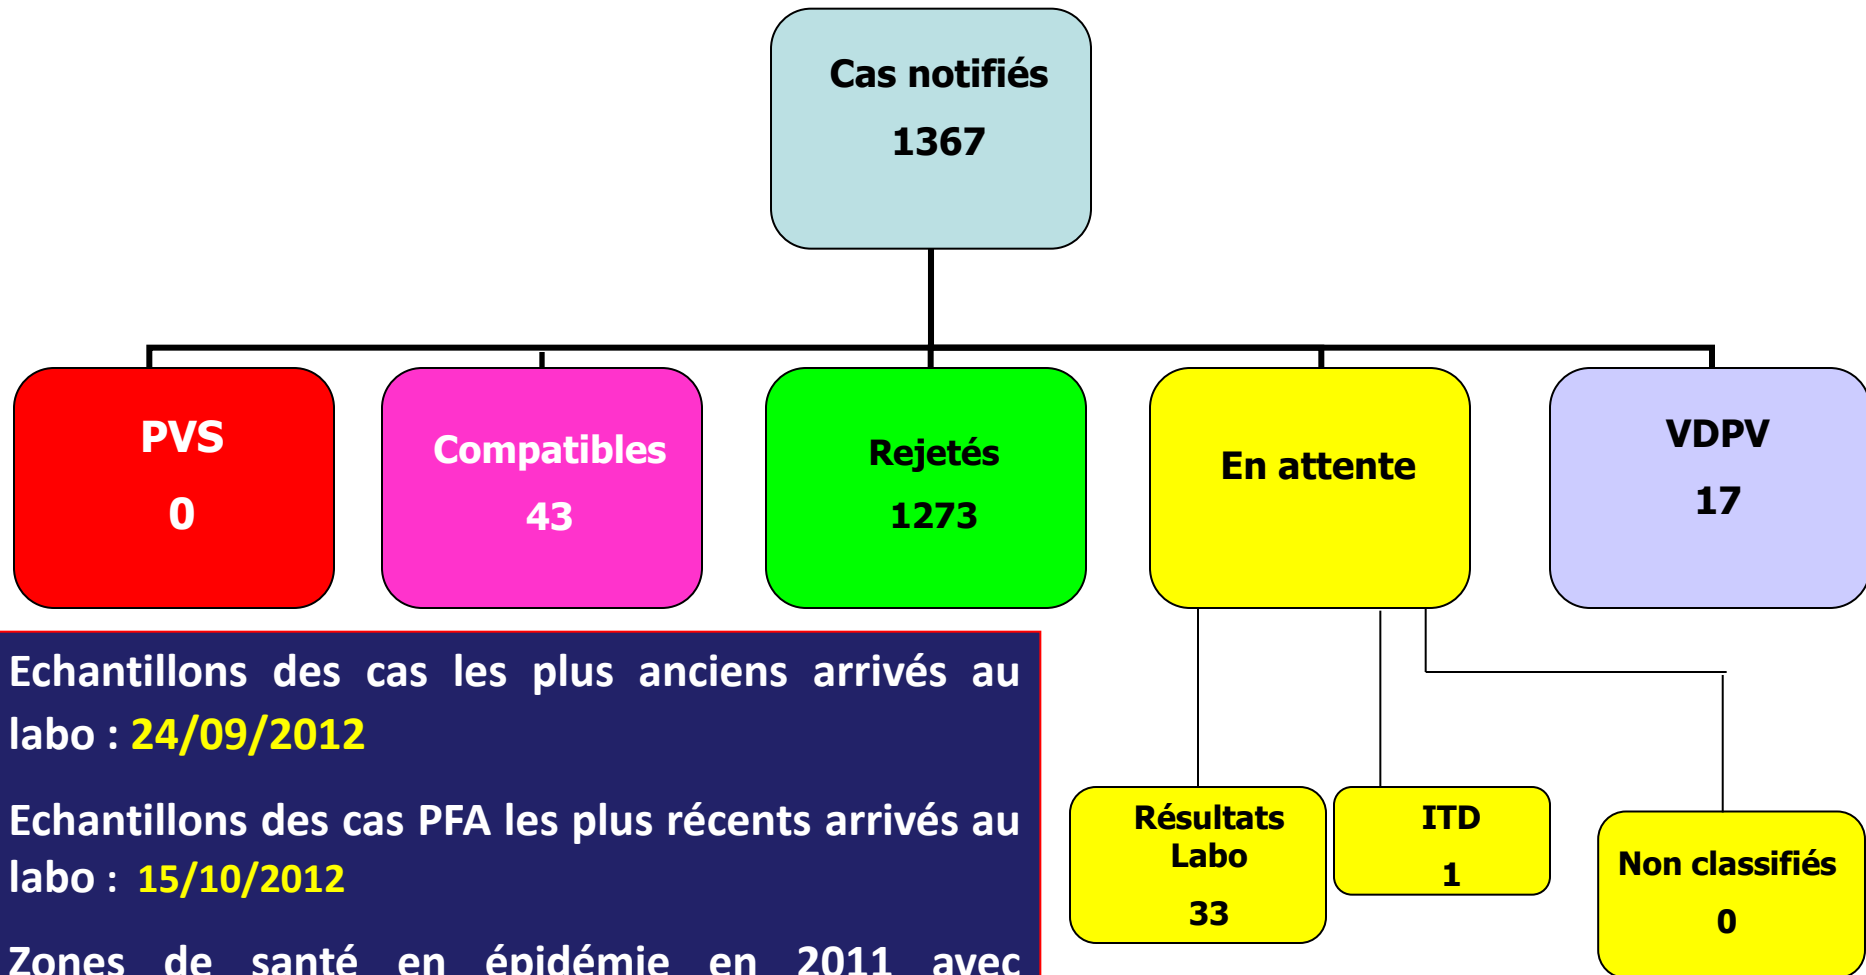 Cas notifiés
1367
PVS
0
Compatibles
43
Rejetés
1273
En attente
VDPV
17
Echantillons des cas les plus anciens arrivés au
labo : 24/09/2012
Echantillons des cas PFA les plus récents arrivés au
labo : 15/10/2012
Zones de santé en épidémie en 2011 avec
Résultats
Labo
33
ITD
1
Non classifiés
0